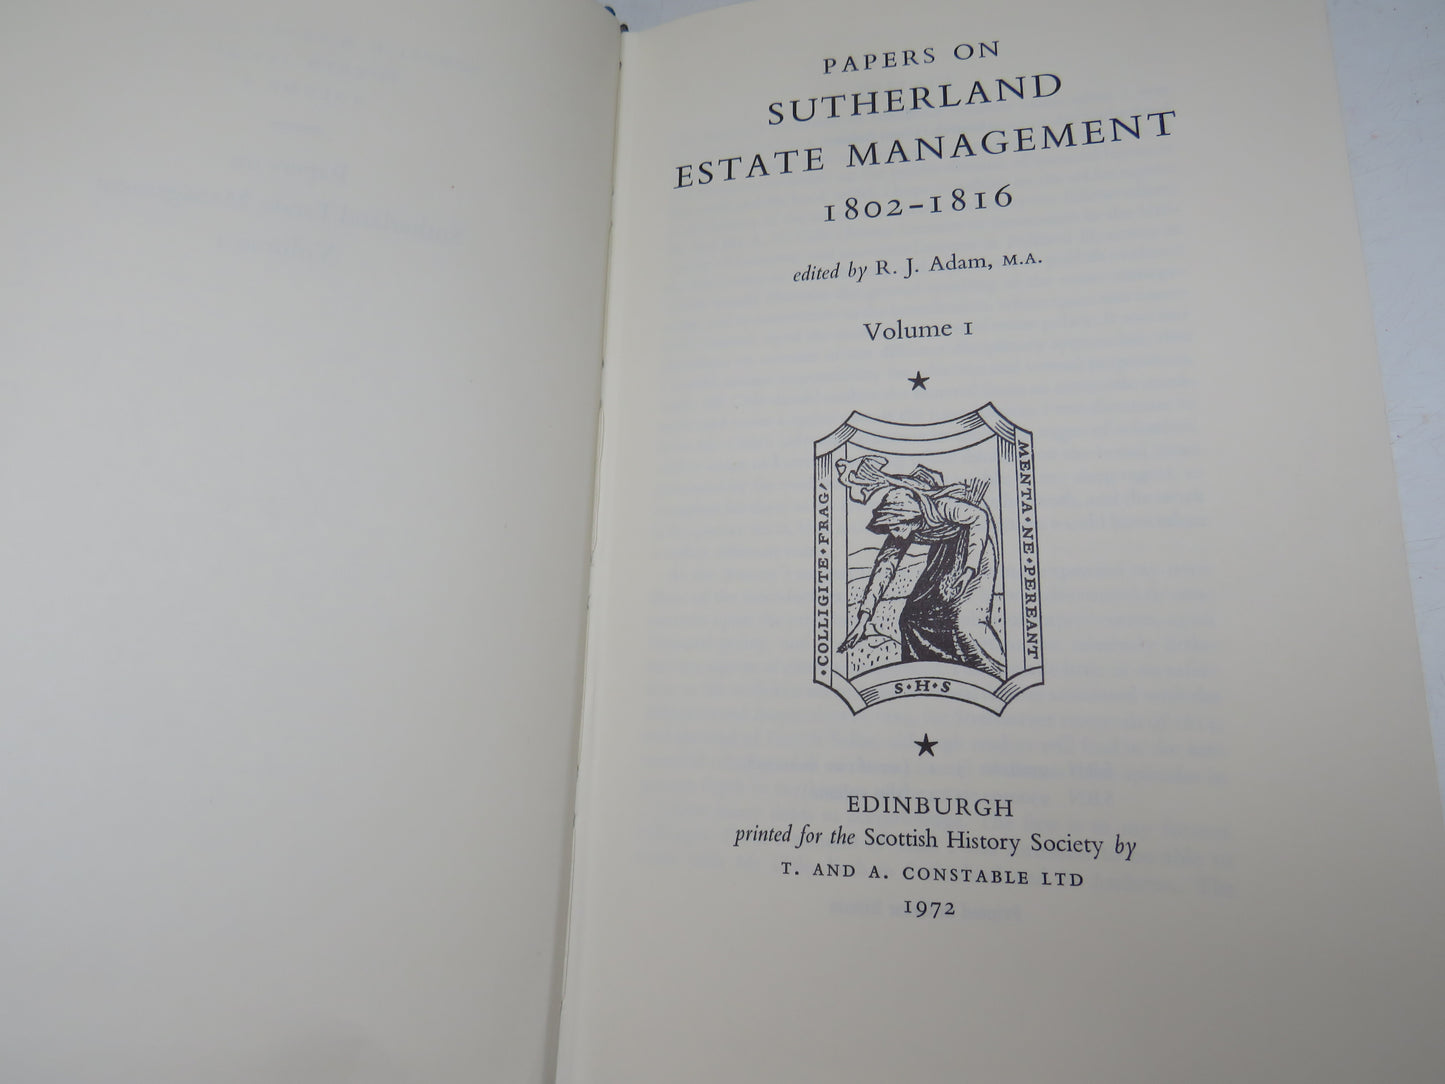 PAPERS ON
SUTHERLAND
ESTATE MANAGEMENT
1802–1816
edited by R. J. Adam, M.A.
Volume I
COLLIGITE·FRAG/
MENTA·NE·PEREANT
S·H·S
EDINBURGH
printed for the Scottish History Society by
T. AND A. CONSTABLE LTD
1972